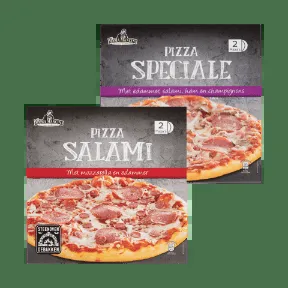 2
PIZZA
SPECIALE
Met edammer, salami, ham en champignons
2
PIZZA
SALAMI
Met mozzarella en edammer
STEENOVEN
GEBAKKEN